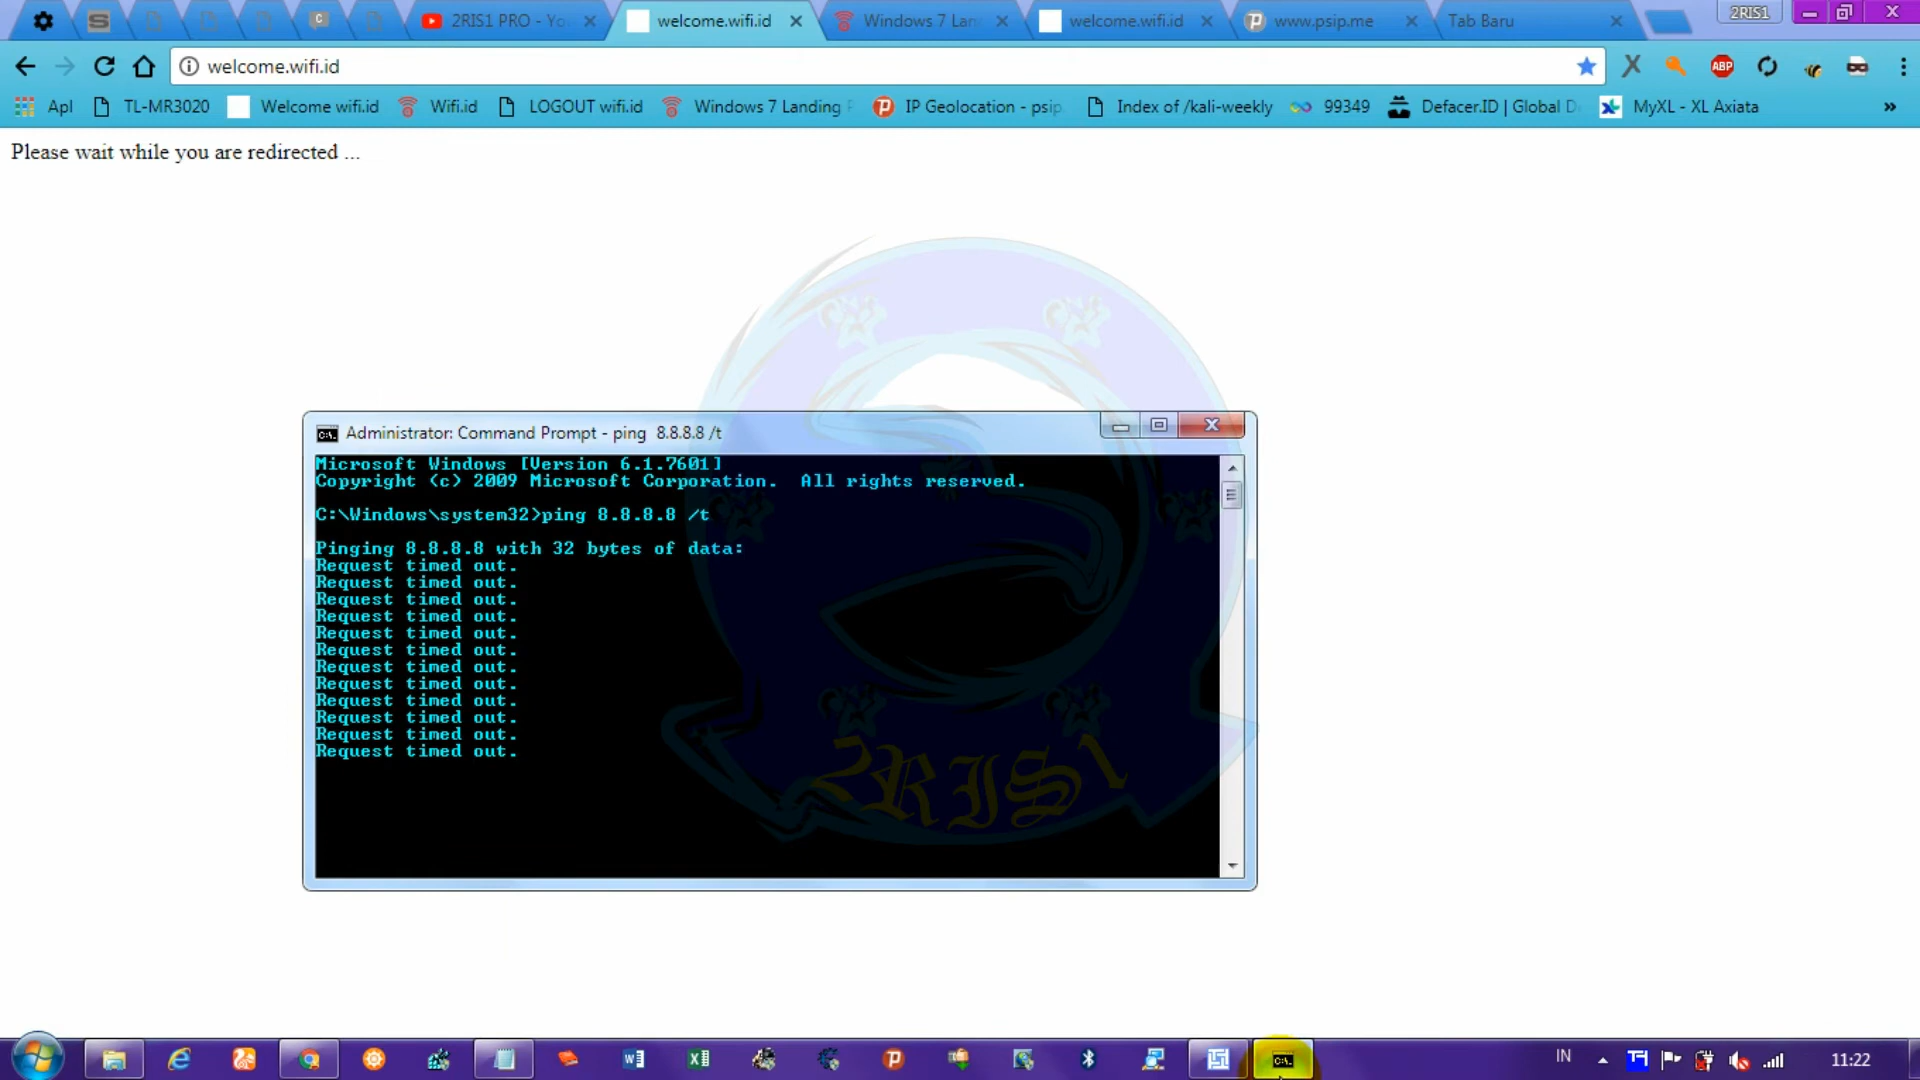 2RIS1 PRO - Yo
welcome.wifi.id
Windows 7 Lan
welcome.wifi.id
www.psip.me
Tab Baru
2RIS1
welcome.wifi.id
ABP
Apl
TL-MR3020
Welcome wifi.id
Wifi.id
LOGOUT wifi.id
Windows 7 Landing
IP Geolocation - psip.
Index of /kali-weekly
99349
Defacer.ID | Global D
MyXL - XL Axiata
Please wait while you are redirected ...
Administrator: Command Prompt - ping  8.8.8.8 /t
Microsoft Windows [Version 6.1.7601]
Copyright (c) 2009 Microsoft Corporation.  All rights reserved.
C:\Windows\system32>ping 8.8.8.8 /t
Pinging 8.8.8.8 with 32 bytes of data:
Request timed out.
Request timed out.
Request timed out.
Request timed out.
Request timed out.
Request timed out.
Request timed out.
Request timed out.
Request timed out.
Request timed out.
Request timed out.
Request timed out.
2RIS1
IN
11:22